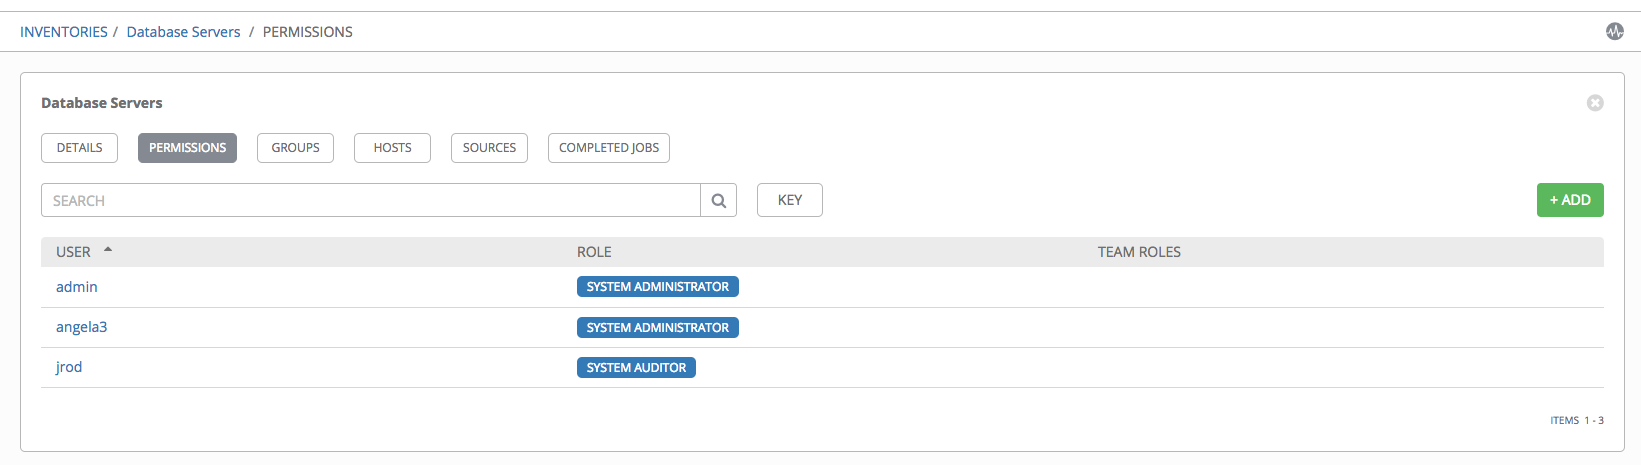 INVENTORIES / Database Servers / PERMISSIONS
Database Servers
DETAILS PERMISSIONS GROUPS HOSTS SOURCES COMPLETED JOBS
SEARCH KEY + ADD
USER ROLE TEAM ROLES
admin SYSTEM ADMINISTRATOR
angela3 SYSTEM ADMINISTRATOR
jrod SYSTEM AUDITOR
ITEMS 1 - 3